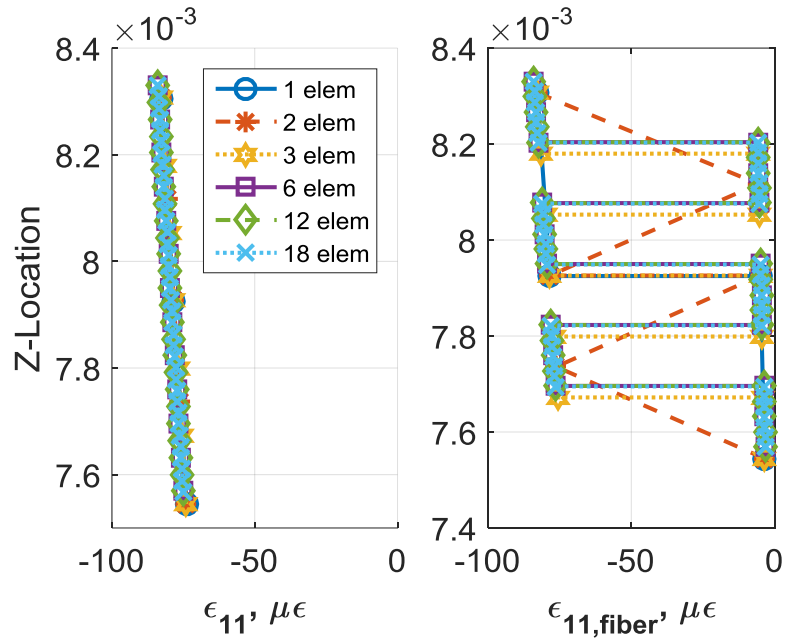 ×10⁻³
8.4
8.2
8
7.8
7.6
-100
-50
0
Z-Location
ϵ₁₁, μϵ
1 elem
2 elem
3 elem
6 elem
12 elem
18 elem
×10⁻³
8.4
8.2
8
7.8
7.6
7.4
-100
-50
0
ϵ₁₁,fiber, μϵ